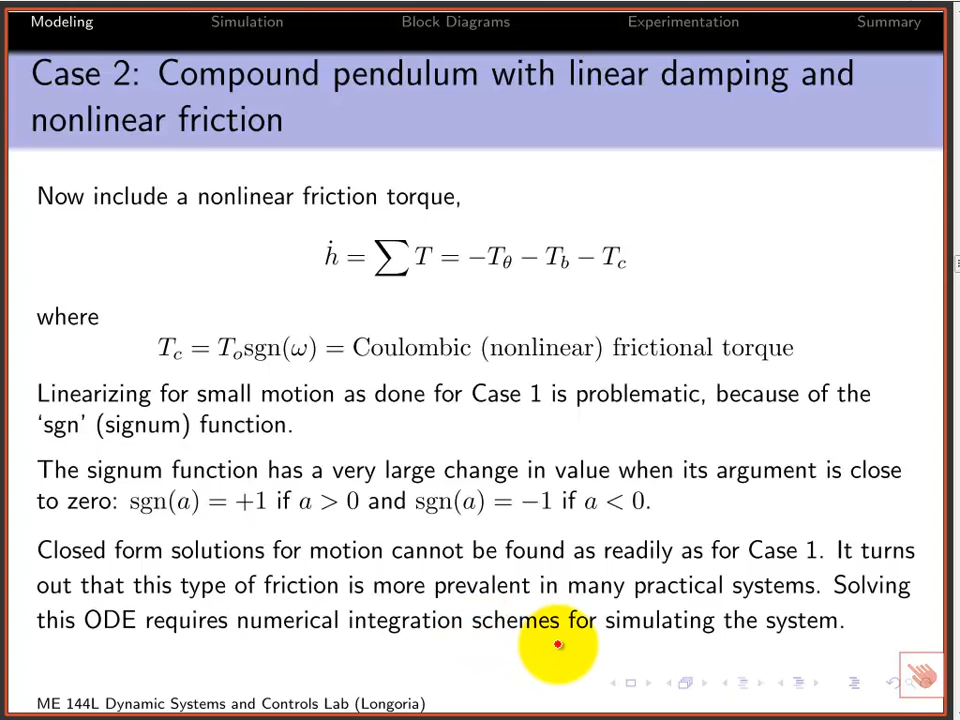 Modeling Simulation Block Diagrams Experimentation Summary
Case 2: Compound pendulum with linear damping and
nonlinear friction
Now include a nonlinear friction torque,
ḣ = ∑ T = −T_θ − T_b − T_c
where
T_c = T_o sgn(ω) = Coulombic (nonlinear) frictional torque
Linearizing for small motion as done for Case 1 is problematic, because of the
‘sgn’ (signum) function.
The signum function has a very large change in value when its argument is close
to zero: sgn(a) = +1 if a > 0 and sgn(a) = −1 if a < 0.
Closed form solutions for motion cannot be found as readily as for Case 1. It turns
out that this type of friction is more prevalent in many practical systems. Solving
this ODE requires numerical integration schemes for simulating the system.
ME 144L Dynamic Systems and Controls Lab (Longoria)